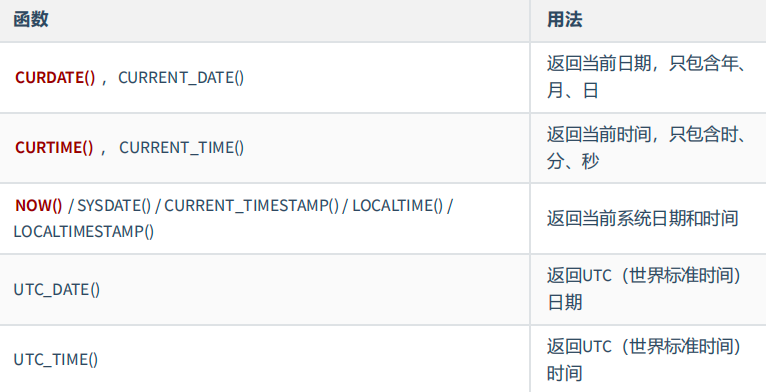 函数 用法
CURDATE() ，CURRENT_DATE() 返回当前日期，只包含年、
月、日
CURTIME() ，CURRENT_TIME() 返回当前时间，只包含时、
分、秒
NOW() / SYSDATE() / CURRENT_TIMESTAMP() / LOCALTIME() /
LOCALTIMESTAMP()
返回当前系统日期和时间
UTC_DATE() 返回UTC（世界标准时间）
日期
UTC_TIME() 返回UTC（世界标准时间）
时间